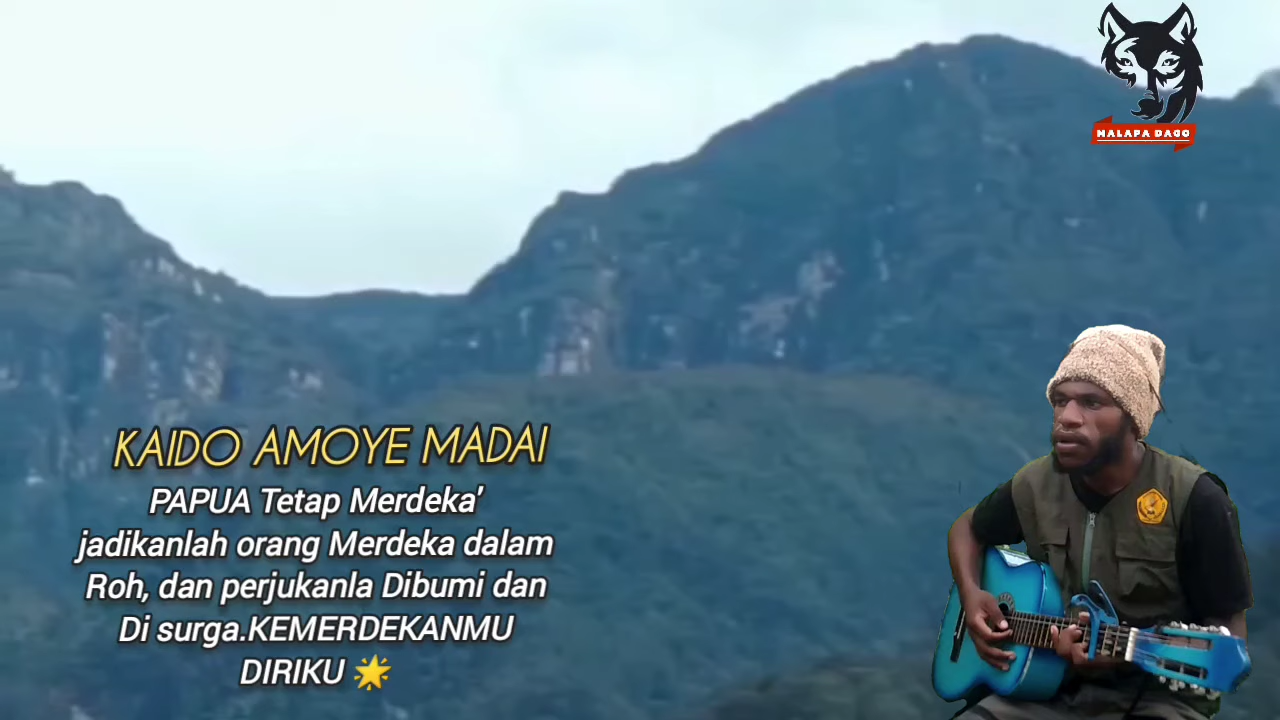 MALAPA DAGO
KAIDO AMOYE MADAI
PAPUA Tetap Merdeka'
jadikanlah orang Merdeka dalam
Roh, dan perjukanla Dibumi dan
Di surga.KEMERDEKANMU
DIRIKU 🌟